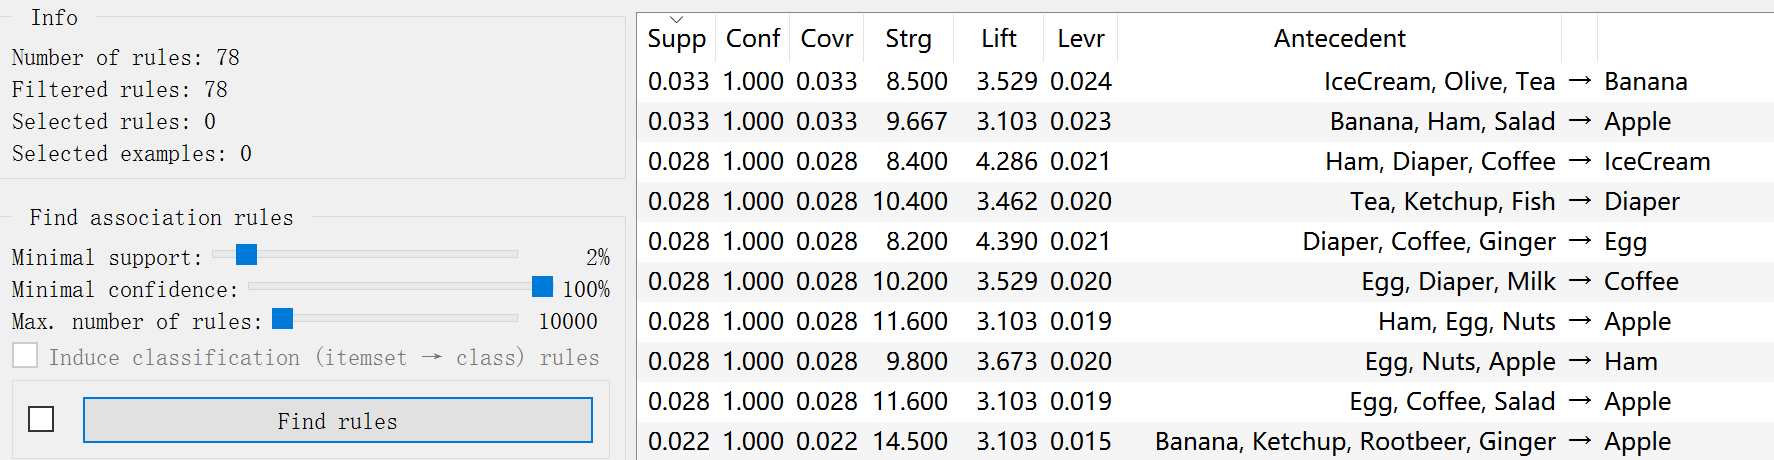 Info
Number of rules: 78
Filtered rules: 78
Selected rules: 0
Selected examples: 0
Find association rules
Minimal support: 2%
Minimal confidence: 100%
Max. number of rules: 10000
Induce classification (itemset → class) rules
Find rules
Supp Conf Covr Strg Lift Levr Antecedent
0.033 1.000 0.033 8.500 3.529 0.024 IceCream, Olive, Tea → Banana
0.033 1.000 0.033 9.667 3.103 0.023 Banana, Ham, Salad → Apple
0.028 1.000 0.028 8.400 4.286 0.021 Ham, Diaper, Coffee → IceCream
0.028 1.000 0.028 10.400 3.462 0.020 Tea, Ketchup, Fish → Diaper
0.028 1.000 0.028 8.200 4.390 0.021 Diaper, Coffee, Ginger → Egg
0.028 1.000 0.028 10.200 3.529 0.020 Egg, Diaper, Milk → Coffee
0.028 1.000 0.028 11.600 3.103 0.019 Ham, Egg, Nuts → Apple
0.028 1.000 0.028 9.800 3.673 0.020 Egg, Nuts, Apple → Ham
0.028 1.000 0.028 11.600 3.103 0.019 Egg, Coffee, Salad → Apple
0.022 1.000 0.022 14.500 3.103 0.015 Banana, Ketchup, Rootbeer, Ginger → Apple